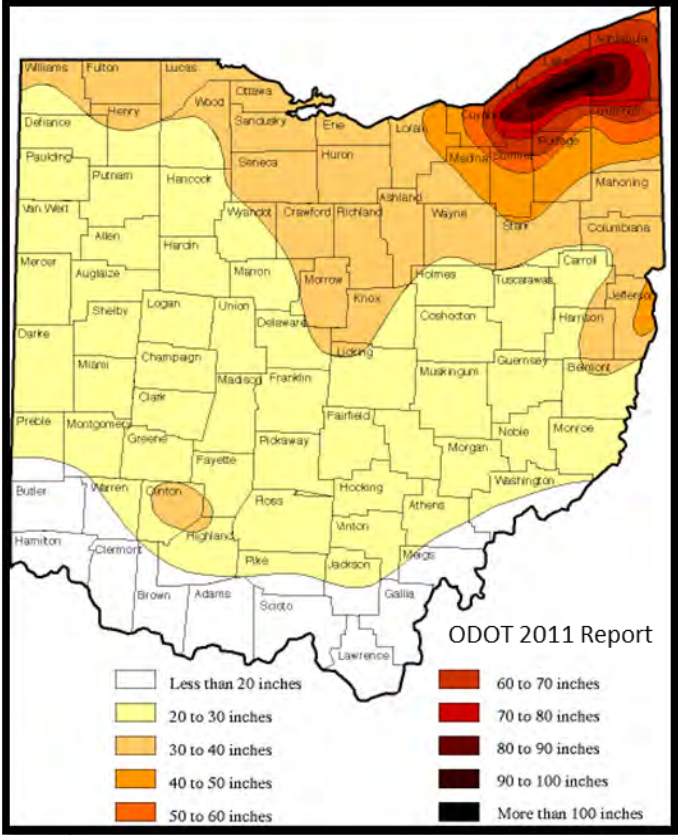 Williams
Fulton
Lucas
Ottawa
Wood
Henry
Sandusky
Erie
Lorain
Defiance
Paulding
Seneca
Huron
Medina
Summit
Portage
Putnam
Hancock
Mahoning
Ashland
Van Wert
Wyandot
Crawford
Richland
Wayne
Stark
Columbiana
Allen
Hardin
Mercer
Auglaize
Marion
Morrow
Holmes
Carroll
Tuscarawas
Jefferson
Knox
Logan
Union
Shelby
Delaware
Coshocton
Harrison
Darke
Licking
Champaign
Miami
Madison
Franklin
Muskingum
Guernsey
Belmont
Clark
Fairfield
Preble
Montgomery
Greene
Pickaway
Noble
Monroe
Morgan
Fayette
Butler
Warren
Clinton
Ross
Hocking
Washington
Athens
Vinton
Hamilton
Clermont
Highland
Pike
Jackson
Meigs
Brown
Adams
Scioto
Gallia
Lawrence
ODOT 2011 Report
Less than 20 inches
20 to 30 inches
30 to 40 inches
40 to 50 inches
50 to 60 inches
60 to 70 inches
70 to 80 inches
80 to 90 inches
90 to 100 inches
More than 100 inches